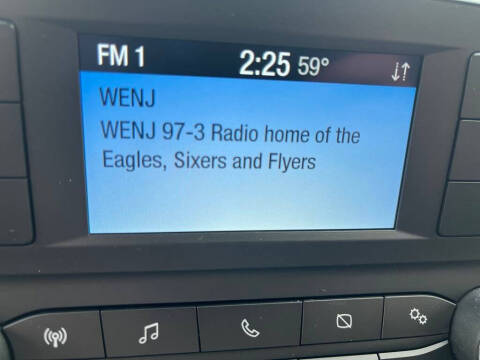 FM 1 2:25 59°
WENJ
WENJ 97-3 Radio home of the
Eagles, Sixers and Flyers